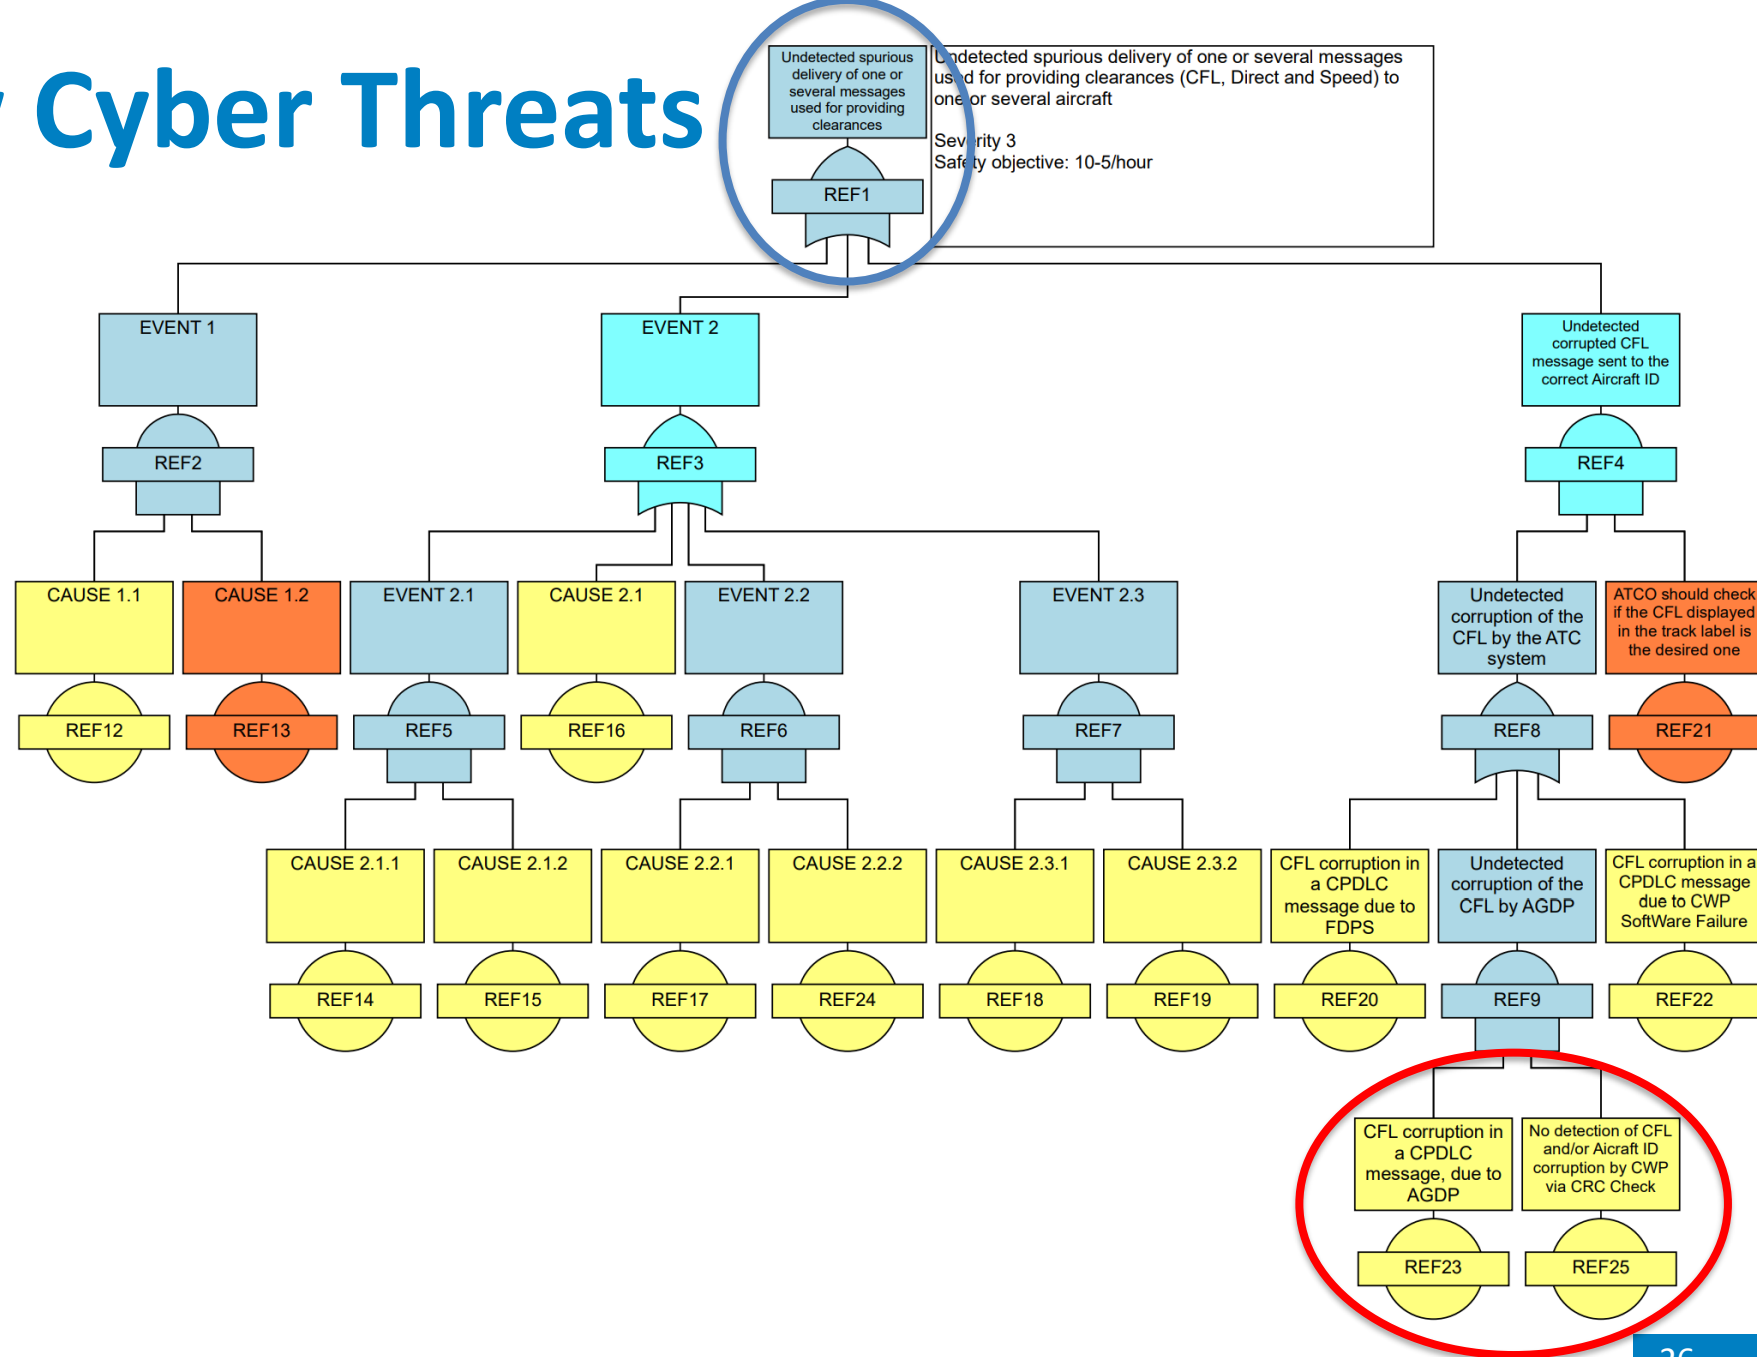 Cyber Threats
Undetected spurious
delivery of one or
several messages
used for providing
clearances
REF1
Undetected spurious delivery of one or several messages
used for providing clearances (CFL, Direct and Speed) to
one or several aircraft
Severity 3
Safety objective: 10-5/hour
EVENT 1
REF2
EVENT 2
REF3
Undetected
corrupted CFL
message sent to the
correct Aircraft ID
REF4
CAUSE 1.1
REF12
CAUSE 1.2
REF13
EVENT 2.1
REF5
CAUSE 2.1
REF16
EVENT 2.2
REF6
EVENT 2.3
REF7
Undetected
corruption of the
CFL by the ATC
system
REF8
ATCO should check
if the CFL displayed
in the track label is
the desired one
REF21
CAUSE 2.1.1
REF14
CAUSE 2.1.2
REF15
CAUSE 2.2.1
REF17
CAUSE 2.2.2
REF24
CAUSE 2.3.1
REF18
CAUSE 2.3.2
REF19
CFL corruption in
a CPDLC
message due to
FDPS
REF20
Undetected
corruption of the
CFL by AGDP
REF9
CFL corruption in a
CPDLC message
due to CWP
SoftWare Failure
REF22
CFL corruption in
a CPDLC
message, due to
AGDP
REF23
No detection of CFL
and/or Aicraft ID
corruption by CWP
via CRC Check
REF25